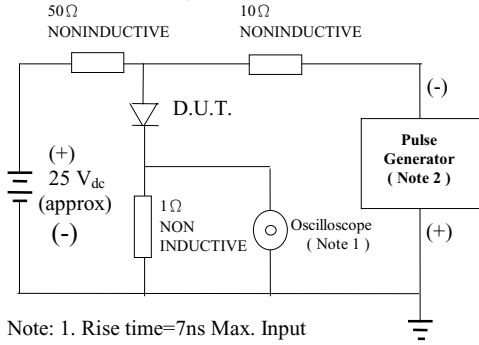 50Ω
NONINDUCTIVE
10Ω
NONINDUCTIVE
(-)
D.U.T.
Pulse
Generator
( Note 2 )
(+)
25 Vdc
(approx)
(-)
1Ω
NON
INDUCTIVE
Oscilloscope
( Note 1 )
(+)
Note: 1. Rise time=7ns Max. Input